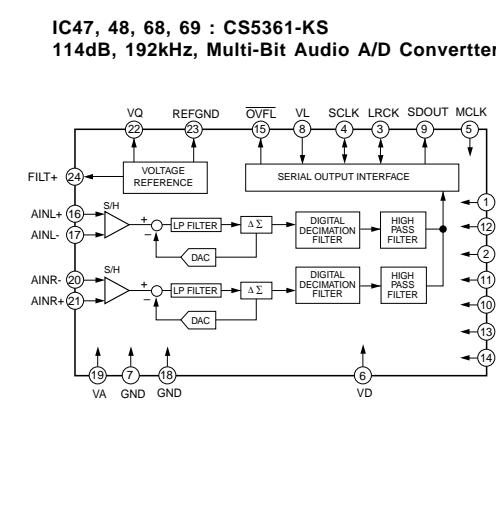 IC47, 48, 68, 69 : CS5361-KS
114dB, 192kHz, Multi-Bit Audio A/D Convertter
VQ REFGND OVFL VL SCLK LRCK SDOUT MCLK
22 23 15 8 4 3 9 5
FILT+ 24
VOLTAGE
REFERENCE
SERIAL OUTPUT INTERFACE
AINL+ 16
AINL- 17
S/H
+
−
LP FILTER
Δ Σ
DAC
DIGITAL
DECIMATION
FILTER
HIGH
PASS
FILTER
AINR- 20
AINR+ 21
S/H
+
−
LP FILTER
Δ Σ
DAC
DIGITAL
DECIMATION
FILTER
HIGH
PASS
FILTER
1
12
2
11
10
13
14
19 7 18 6
VA GND GND VD